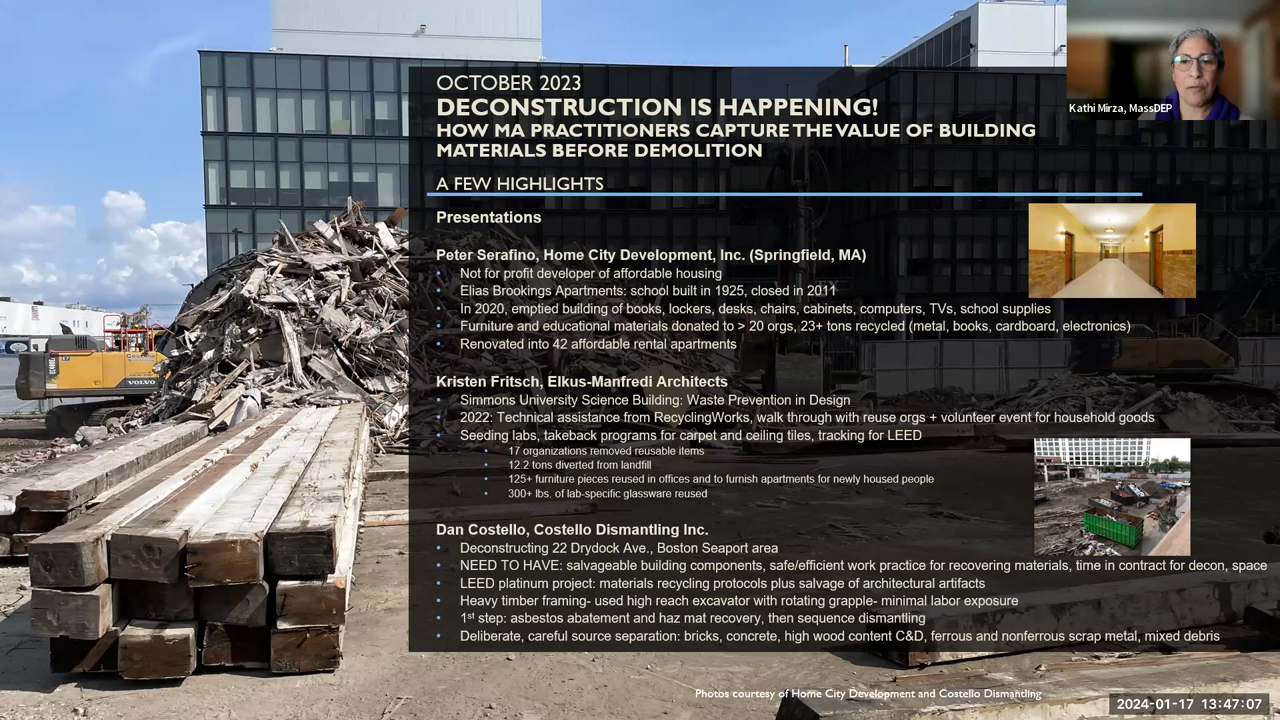 OCTOBER 2023
DECONSTRUCTION IS HAPPENING!
HOW MA PRACTITIONERS CAPTURE THE VALUE OF BUILDING
MATERIALS BEFORE DEMOLITION
A FEW HIGHLIGHTS
Kathi Mirza, MassDEP
Presentations
Peter Serafino, Home City Development, Inc. (Springfield, MA)
Not for profit developer of affordable housing
Elias Brookings Apartments: school built in 1925, closed in 2011
In 2020, emptied building of books, lockers, desks, chairs, cabinets, computers, TVs, school supplies
Furniture and educational materials donated to > 20 orgs, 23+ tons recycled (metal, books, cardboard, electronics)
Renovated into 42 affordable rental apartments
Kristen Fritsch, Elkus-Manfredi Architects
Simmons University Science Building: Waste Prevention in Design
2022: Technical assistance from RecyclingWorks, walk through with reuse orgs + volunteer event for household goods
Seeding labs, takeback programs for carpet and ceiling tiles, tracking for LEED
17 organizations removed reusable items
12.2 tons diverted from landfill
125+ furniture pieces reused in offices and to furnish apartments for newly housed people
300+ lbs. of lab-specific glassware reused
Dan Costello, Costello Dismantling Inc.
Deconstructing 22 Drydock Ave., Boston Seaport area
NEED TO HAVE: salvageable building components, safe/efficient work practice for recovering materials, time in contract for decon, space
LEED platinum project: materials recycling protocols plus salvage of architectural artifacts
Heavy timber framing- used high reach excavator with rotating grapple- minimal labor exposure
1st step: asbestos abatement and haz mat recovery, then sequence dismantling
Deliberate, careful source separation: bricks, concrete, high wood content C&D, ferrous and nonferrous scrap metal, mixed debris
VOLVO
Photos courtesy of Home City Development and Costello Dismantling
2024-01-17 13:47:07